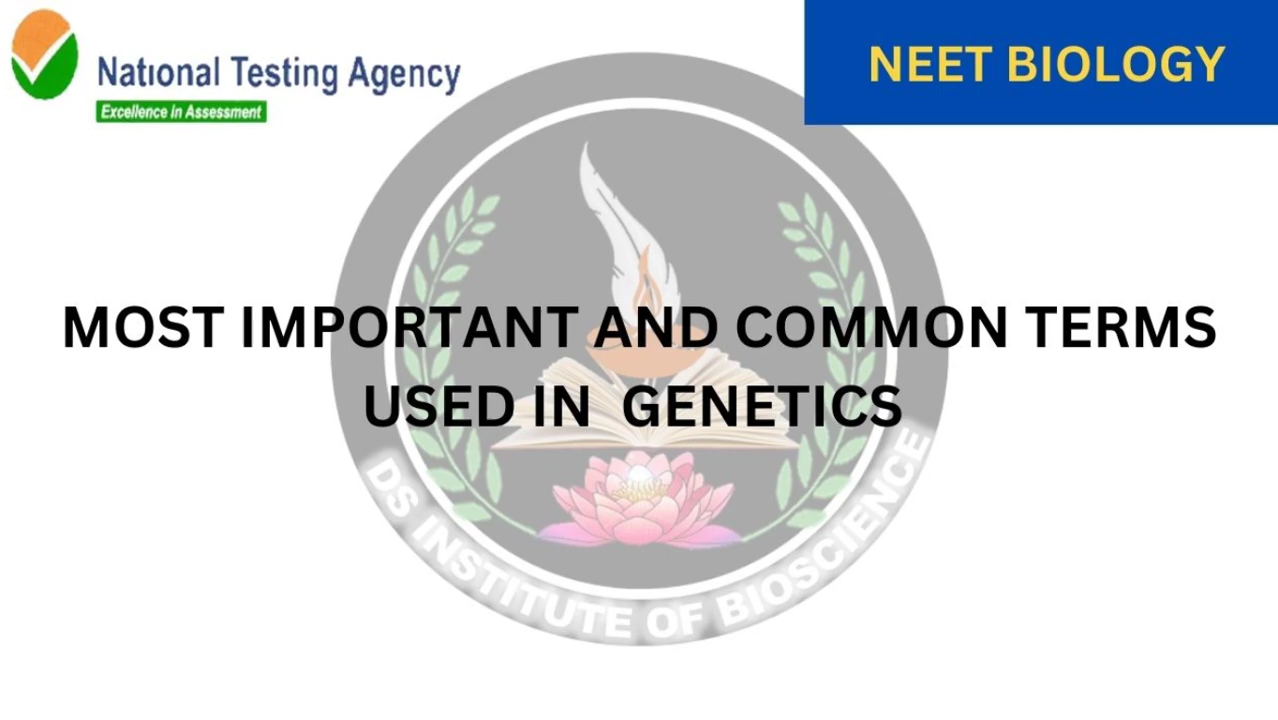 National Testing Agency
Excellence in Assessment
NEET BIOLOGY
MOST IMPORTANT AND COMMON TERMS
USED IN GENETICS
DS INSTITUTE OF BIOSCIENCE